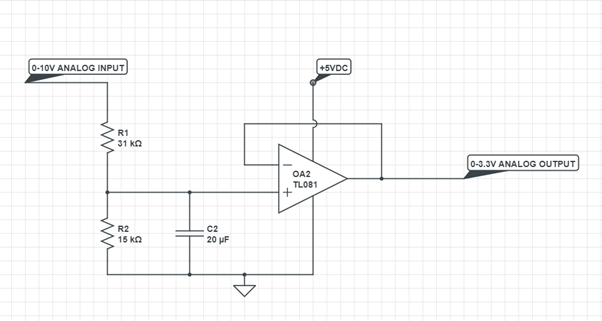 0-10V ANALOG INPUT
+5VDC
R1
31 kΩ
OA2
TL081
0-3.3V ANALOG OUTPUT
R2
15 kΩ
C2
20 µF